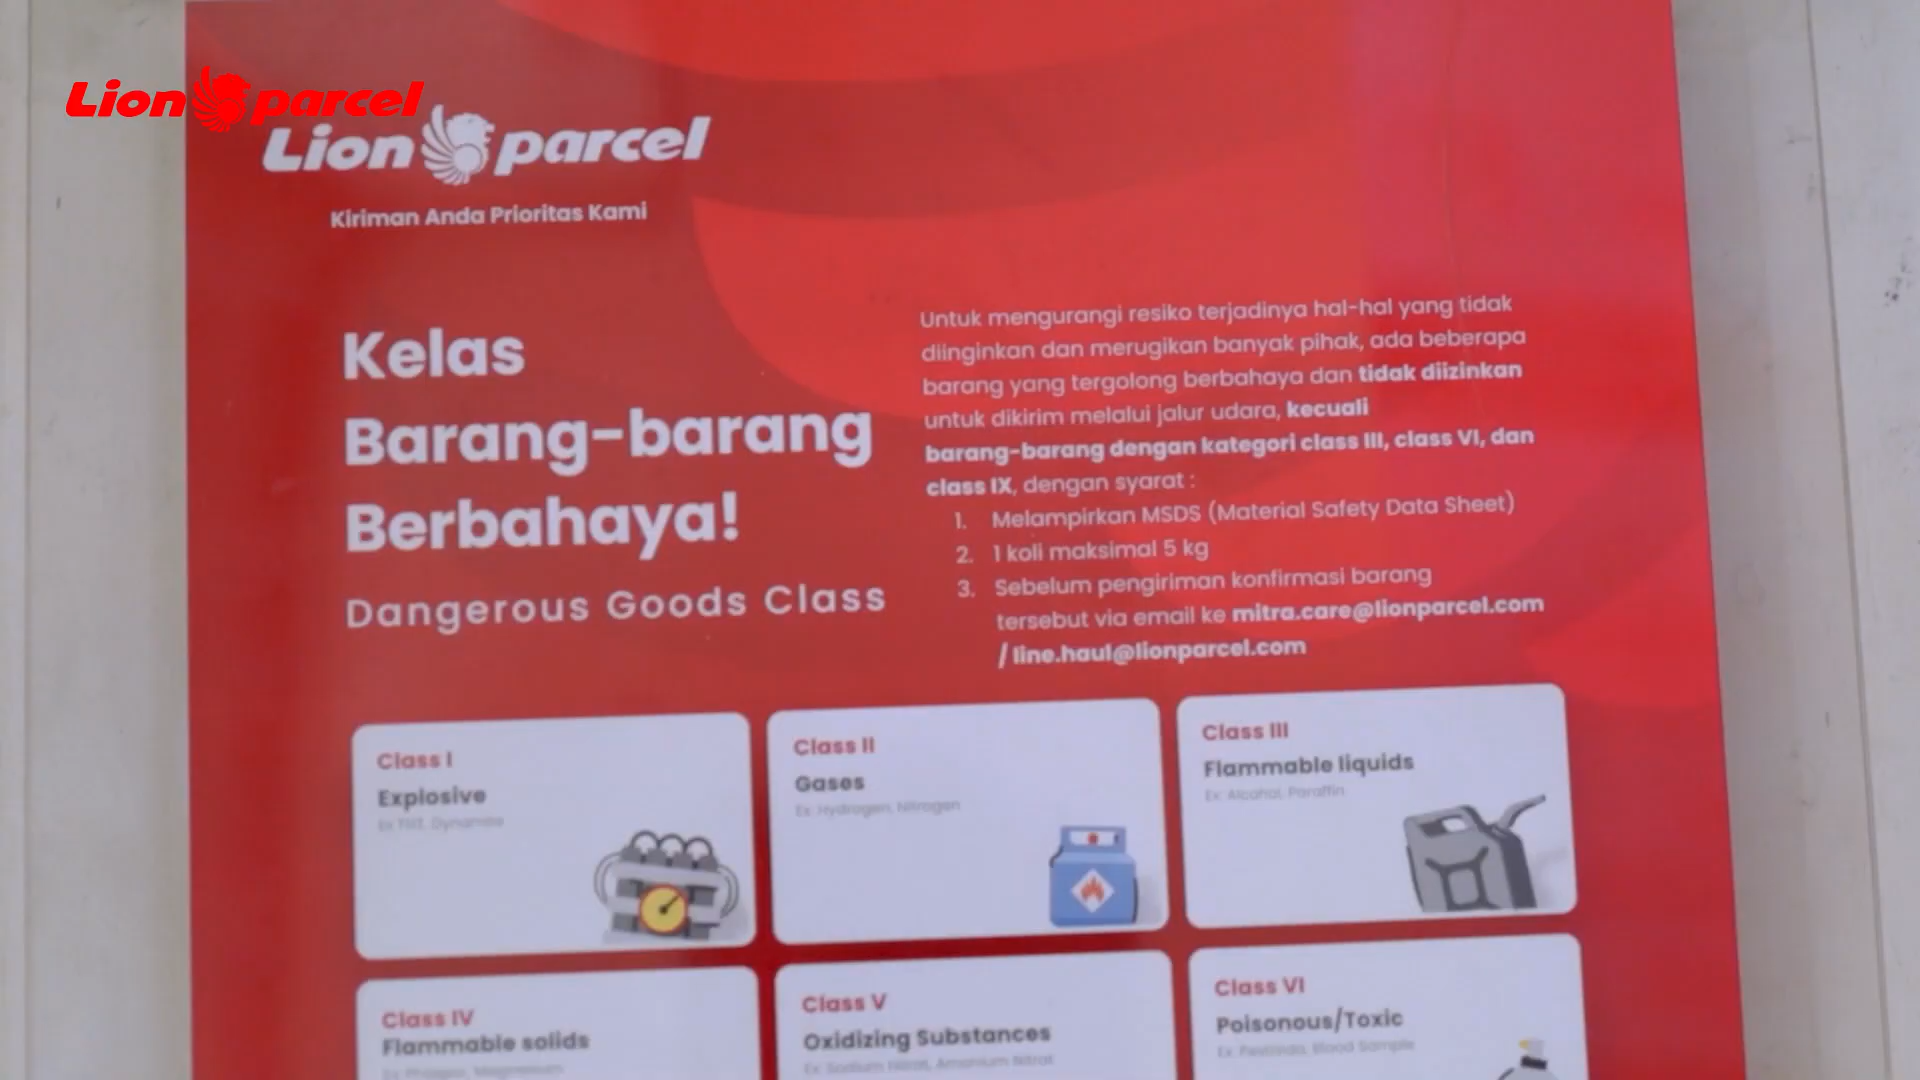 Lion parcel
Lion parcel
Kiriman Anda Prioritas Kami
Kelas
Barang-barang
Berbahaya!
Dangerous Goods Class
Untuk mengurangi resiko terjadinya hal-hal yang tidak
diinginkan dan merugikan banyak pihak, ada beberapa
barang yang tergolong berbahaya dan tidak diizinkan
untuk dikirim melalui jalur udara, kecuali
barang-barang dengan kategori class III, class VI, dan
class IX, dengan syarat :
1. Melampirkan MSDS (Material Safety Data Sheet)
2. 1 koli maksimal 5 kg
3. Sebelum pengiriman konfirmasi barang
tersebut via email ke mitra.care@lionparcel.com
/ line.haul@lionparcel.com
Class I
Explosive
Class II
Gases
Ex: Hydrogen, Nitrogen
Class III
Flammable liquids
Ex: Alcohol, Paraffin
Class IV
Flammable solids
Class V
Oxidizing Substances
Class VI
Poisonous/Toxic